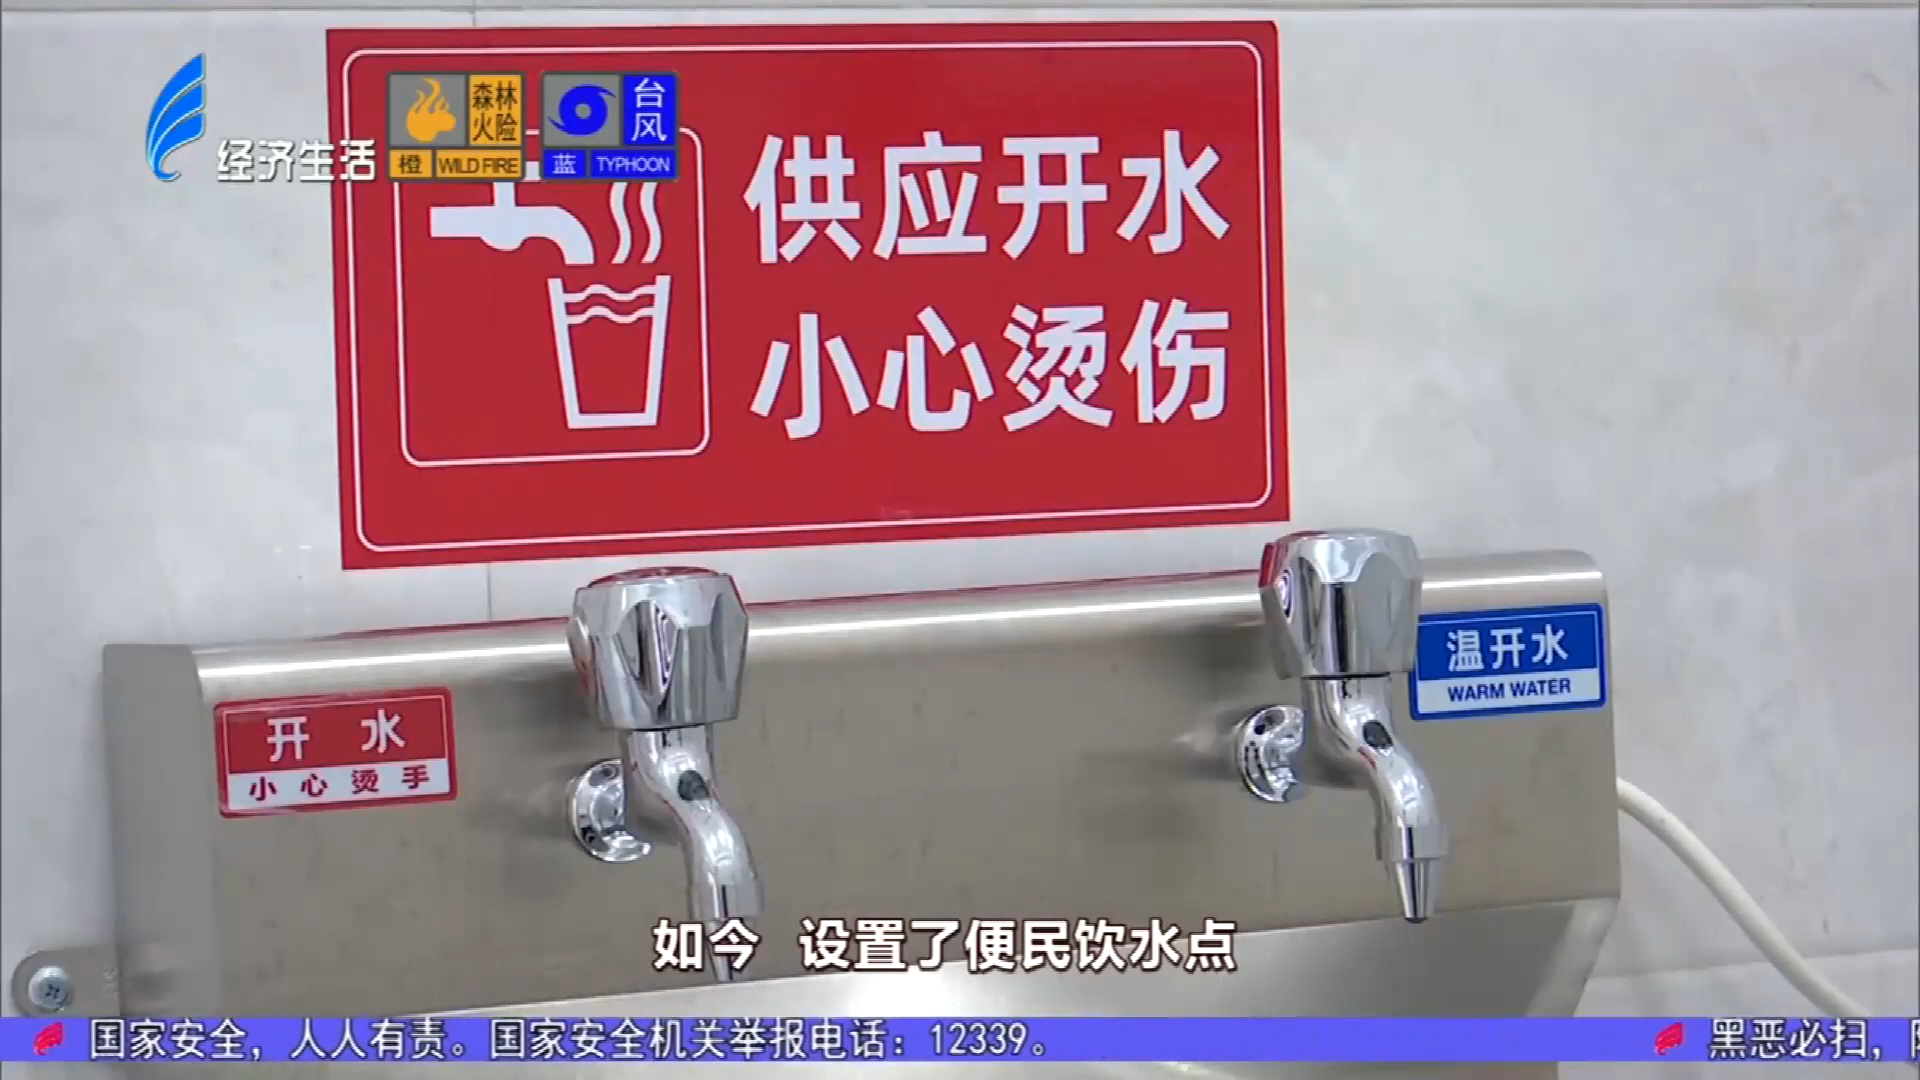 经济生活
森林火险
橙 WILD FIRE
台风
蓝 TYPHOON
供应开水
小心烫伤
温开水
WARM WATER
开 水
小心烫手
如今 设置了便民饮水点
国家安全，人人有责。国家安全机关举报电话：12339。 黑恶必扫，